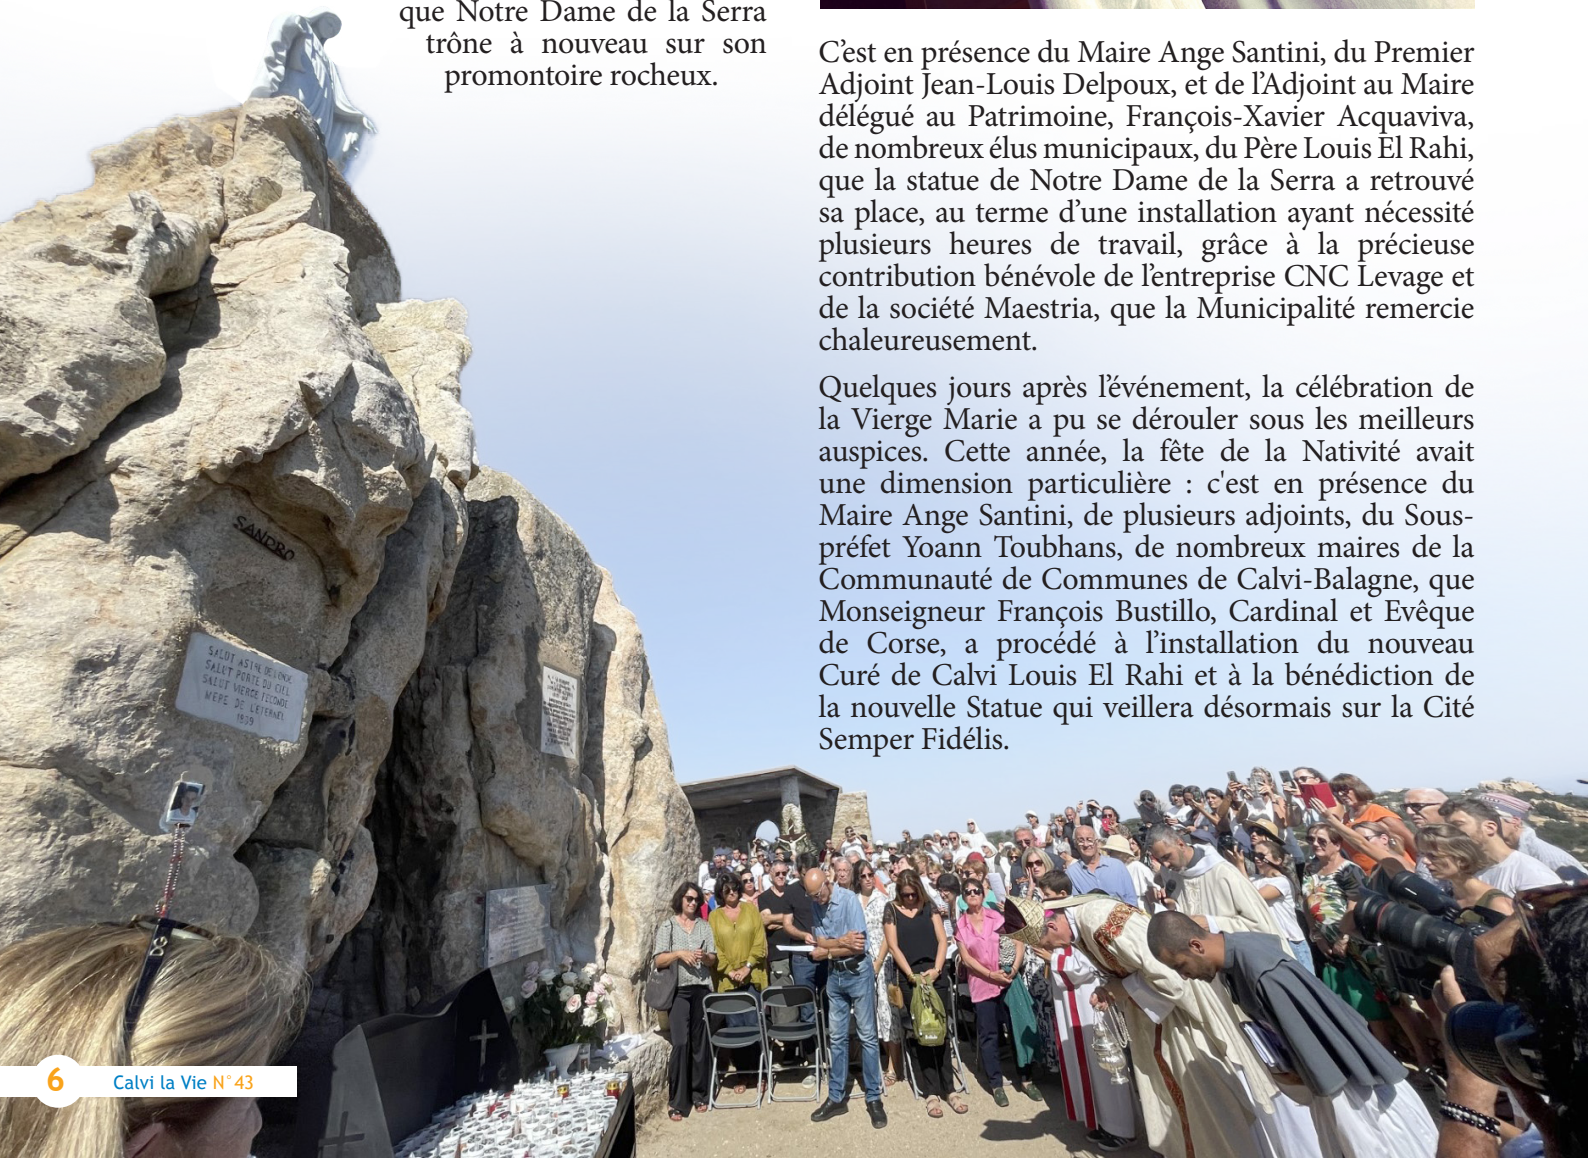 que Notre Dame de la Serra
trône à nouveau sur son
promontoire rocheux.
C’est en présence du Maire Ange Santini, du Premier
Adjoint Jean-Louis Delpoux, et de l’Adjoint au Maire
délégué au Patrimoine, François-Xavier Acquaviva,
de nombreux élus municipaux, du Père Louis El Rahi,
que la statue de Notre Dame de la Serra a retrouvé
sa place, au terme d’une installation ayant nécessité
plusieurs heures de travail, grâce à la précieuse
contribution bénévole de l’entreprise CNC Levage et
de la société Maestria, que la Municipalité remercie
chaleureusement.
Quelques jours après l’événement, la célébration de
la Vierge Marie a pu se dérouler sous les meilleurs
auspices. Cette année, la fête de la Nativité avait
une dimension particulière : c'est en présence du
Maire Ange Santini, de plusieurs adjoints, du Sous-
préfet Yoann Toubhans, de nombreux maires de la
Communauté de Communes de Calvi-Balagne, que
Monseigneur François Bustillo, Cardinal et Evêque
de Corse, a procédé à l’installation du nouveau
Curé de Calvi Louis El Rahi et à la bénédiction de
la nouvelle Statue qui veillera désormais sur la Cité
Semper Fidélis.
SANDRO
SALUT
SALUT PORTE DU CIEL
SALUT VIERGE FECONDE
MERE DE L'ETERNEL
6 Calvi la Vie N°43